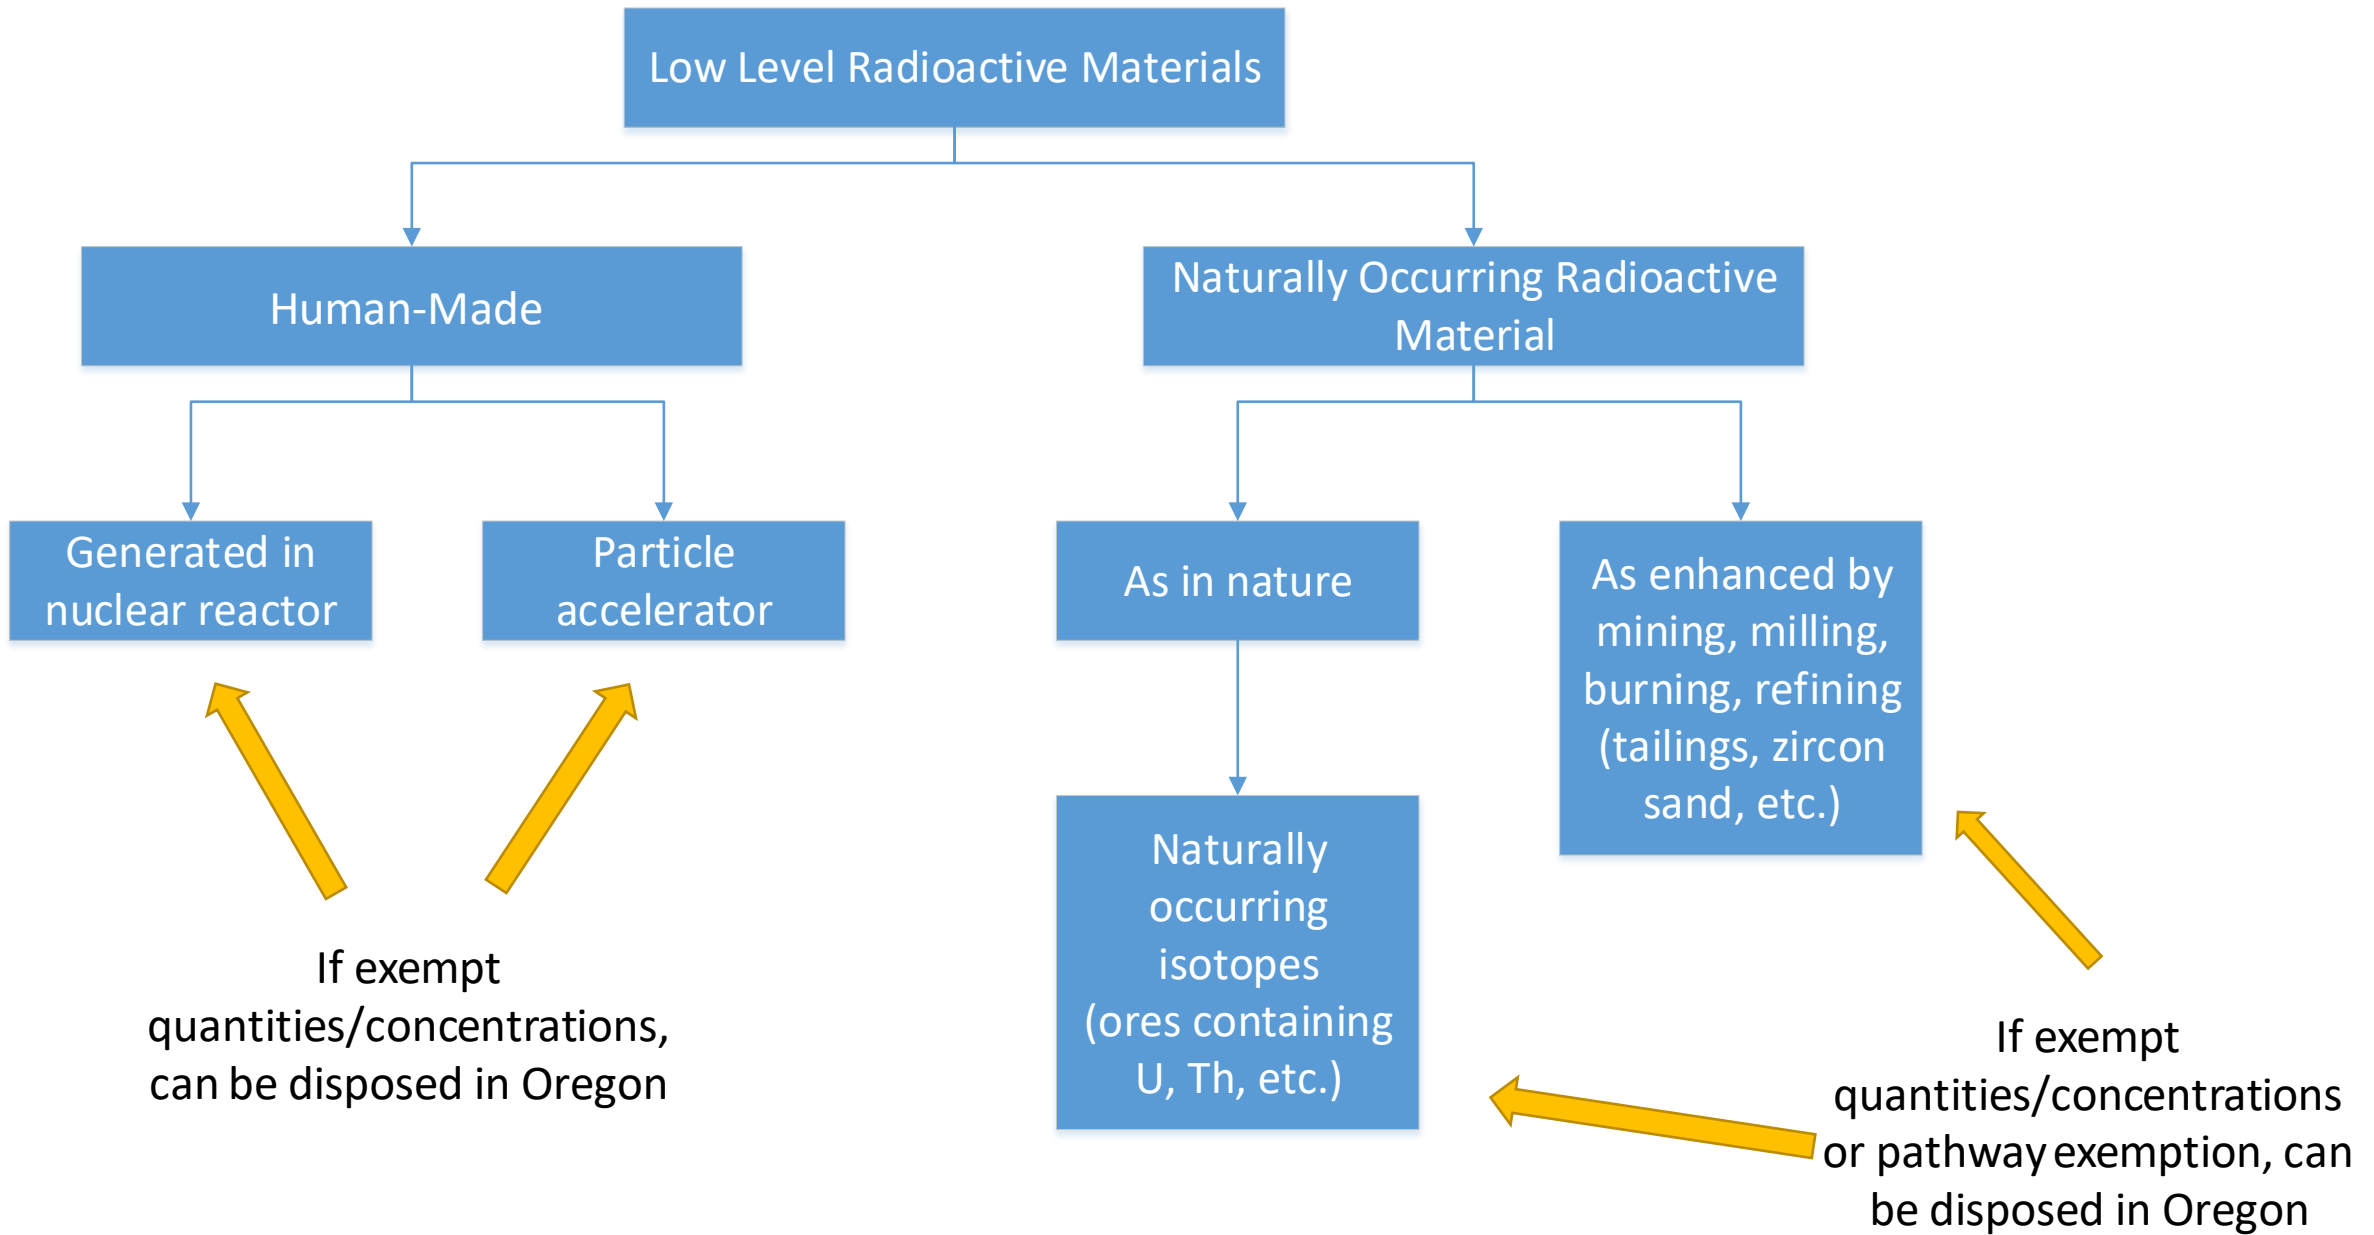 Low Level Radioactive Materials
Human-Made
Naturally Occurring Radioactive
Material
Generated in
nuclear reactor
Particle
accelerator
As in nature
As enhanced by
mining, milling,
burning, refining
(tailings, zircon
sand, etc.)
Naturally
occurring
isotopes
(ores containing
U, Th, etc.)
If exempt
quantities/concentrations,
can be disposed in Oregon
If exempt
quantities/concentrations
or pathway exemption, can
be disposed in Oregon